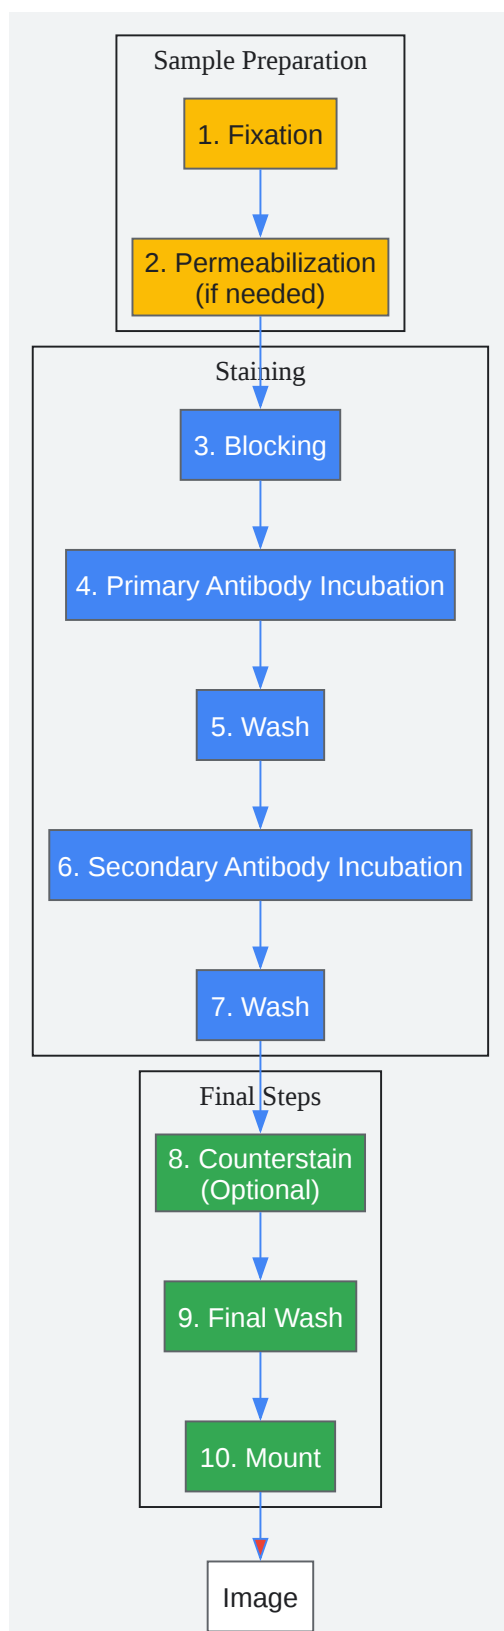 Sample Preparation
1. Fixation
2. Permeabilization
(if needed)
Staining
3. Blocking
4. Primary Antibody Incubation
5. Wash
6. Secondary Antibody Incubation
7. Wash
Final Steps
8. Counterstain
(Optional)
9. Final Wash
10. Mount
Image